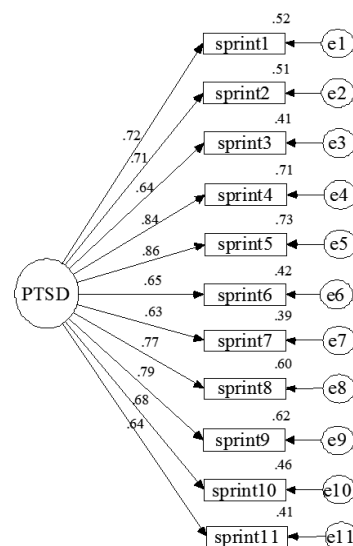 .52
sprint1 e1
.51
.72 sprint2 e2
.41
.71 sprint3 e3
.64 .71
sprint4 e4
.84 .73
sprint5 e5
.86 .42
PTSD .65 sprint6 e6
.63 .39
sprint7 e7
.77 .60
sprint8 e8
.79 .62
sprint9 e9
.68 .46
sprint10 e10
.64 .41
sprint11 e11